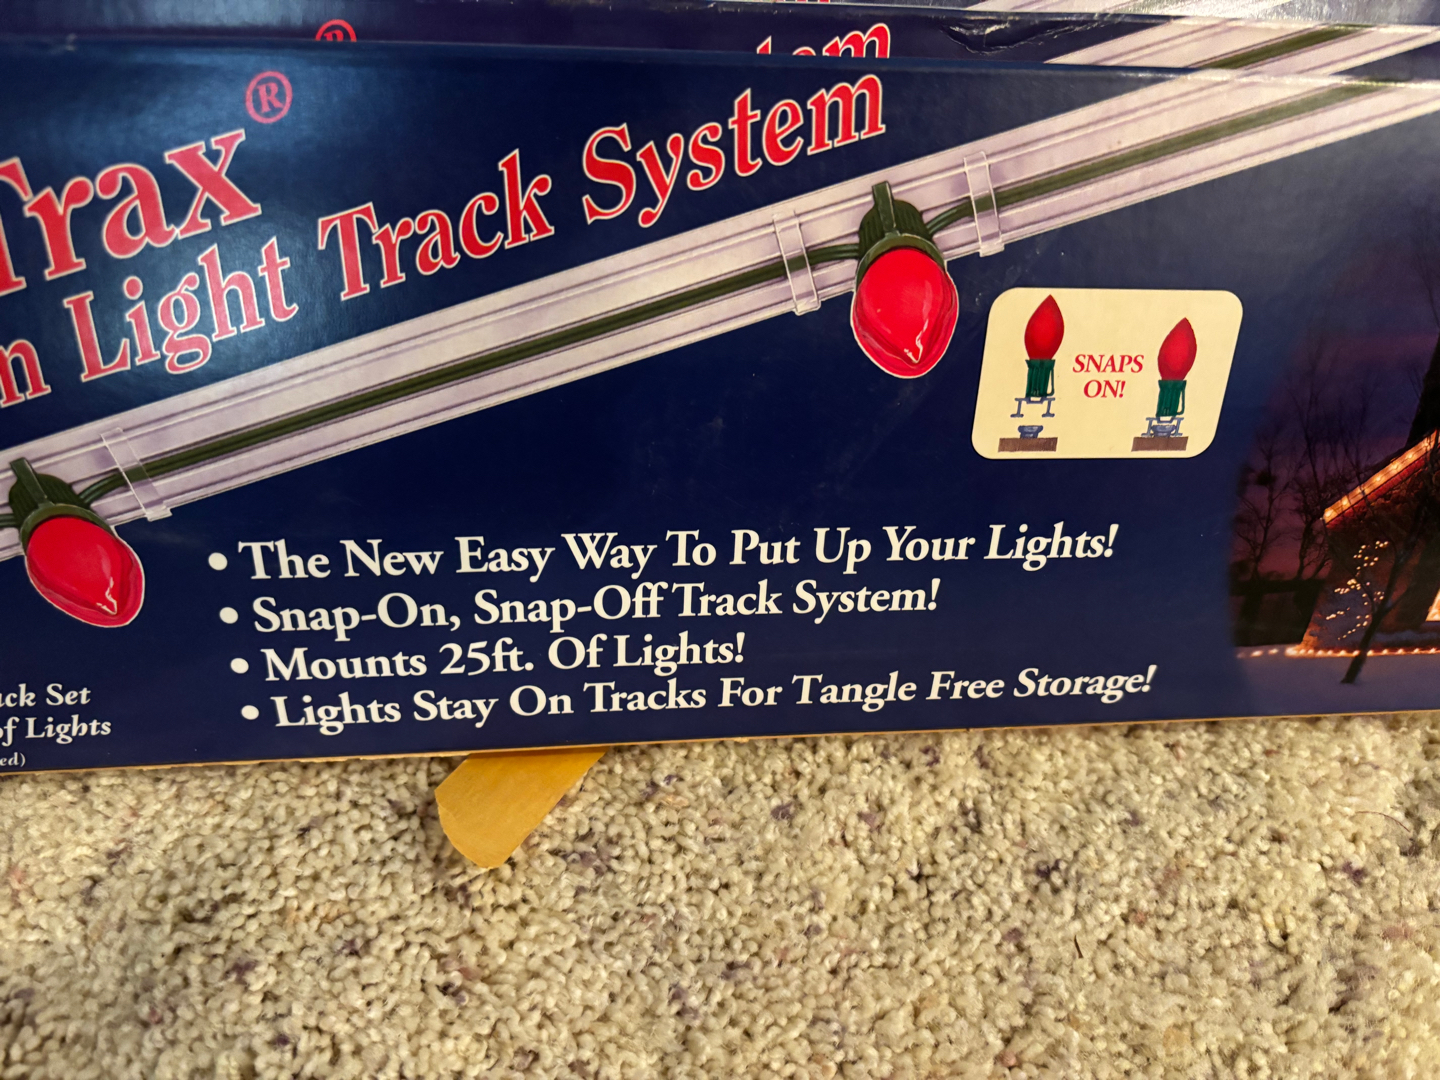 Trax®
Light Track System
SNAPS
ON!
• The New Easy Way To Put Up Your Lights!
• Snap-On, Snap-Off Track System!
• Mounts 25ft. Of Lights!
• Lights Stay On Tracks For Tangle Free Storage!
Set
of Lights